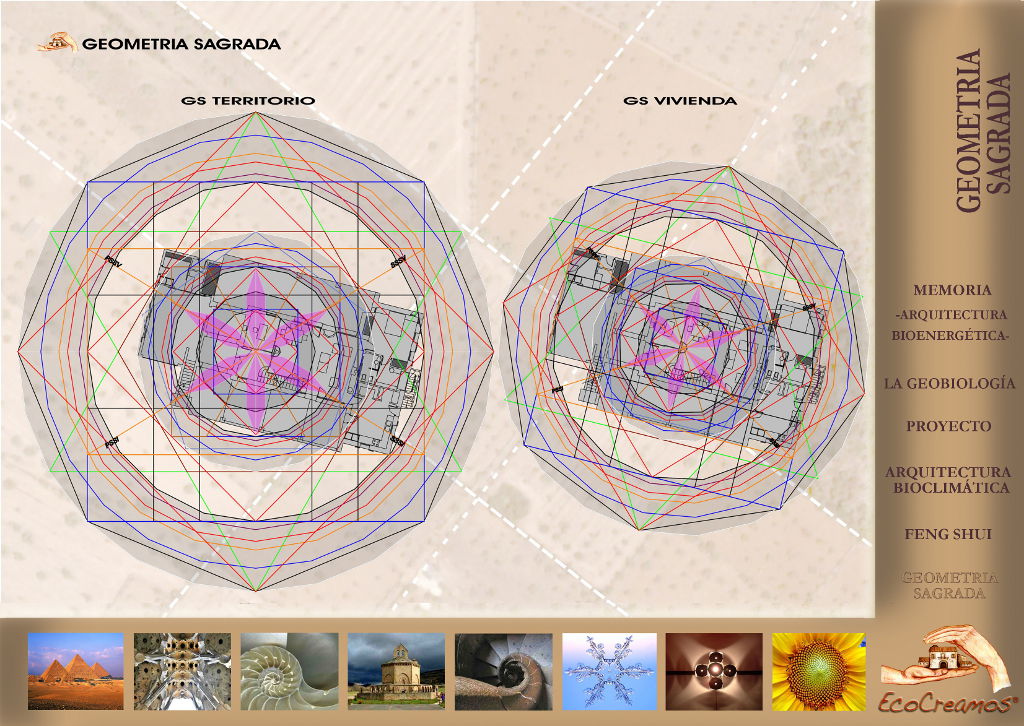 GEOMETRIA SAGRADA
GS TERRITORIO
GS VIVIENDA
GEOMETRIA
SAGRADA
MEMORIA
-ARQUITECTURA
BIOENERGÉTICA-
LA GEOBIOLOGÍA
PROYECTO
ARQUITECTURA
BIOCLIMÁTICA
FENG SHUI
GEOMETRIA
SAGRADA
EcoCreamos®